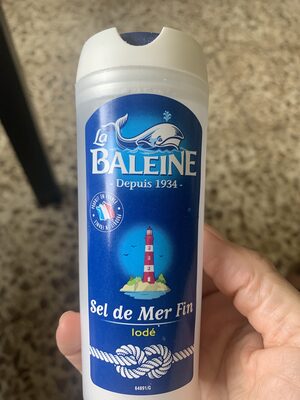 La
BALEINE
- Depuis 1934 -
Sel de Mer Fin
Iodé